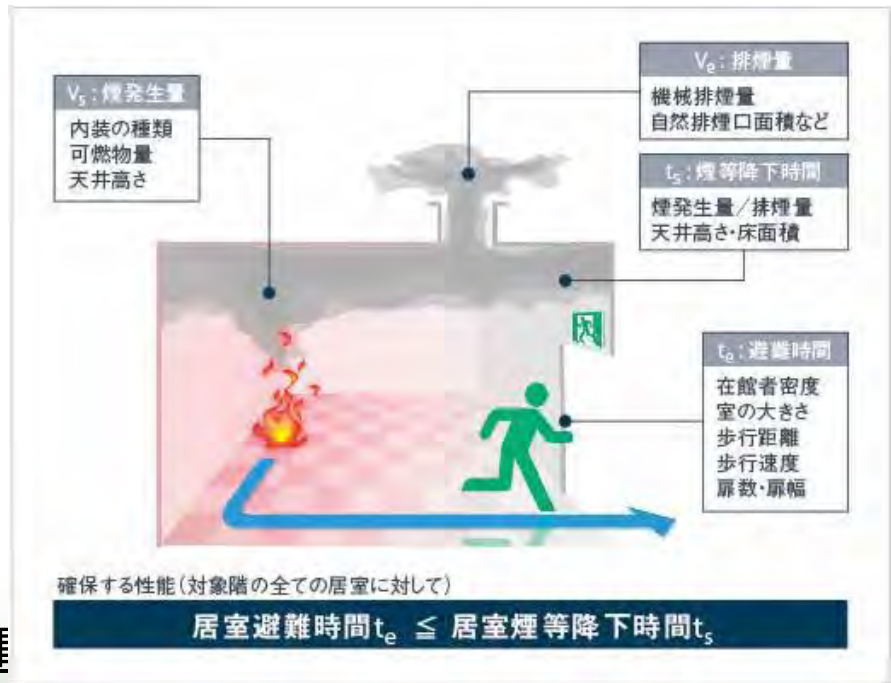 Vs:煙発生量
内装の種類
可燃物量
天井高さ
Ve:排煙量
機械排煙量
自然排煙口面積など
ts:煙等降下時間
煙発生量/排煙量
天井高さ・床面積
te:避難時間
在館者密度
室の大きさ
歩行距離
歩行速度
扉数・扉幅
確保する性能(対象階の全ての居室に対して)
居室避難時間te ≦ 居室煙等降下時間ts